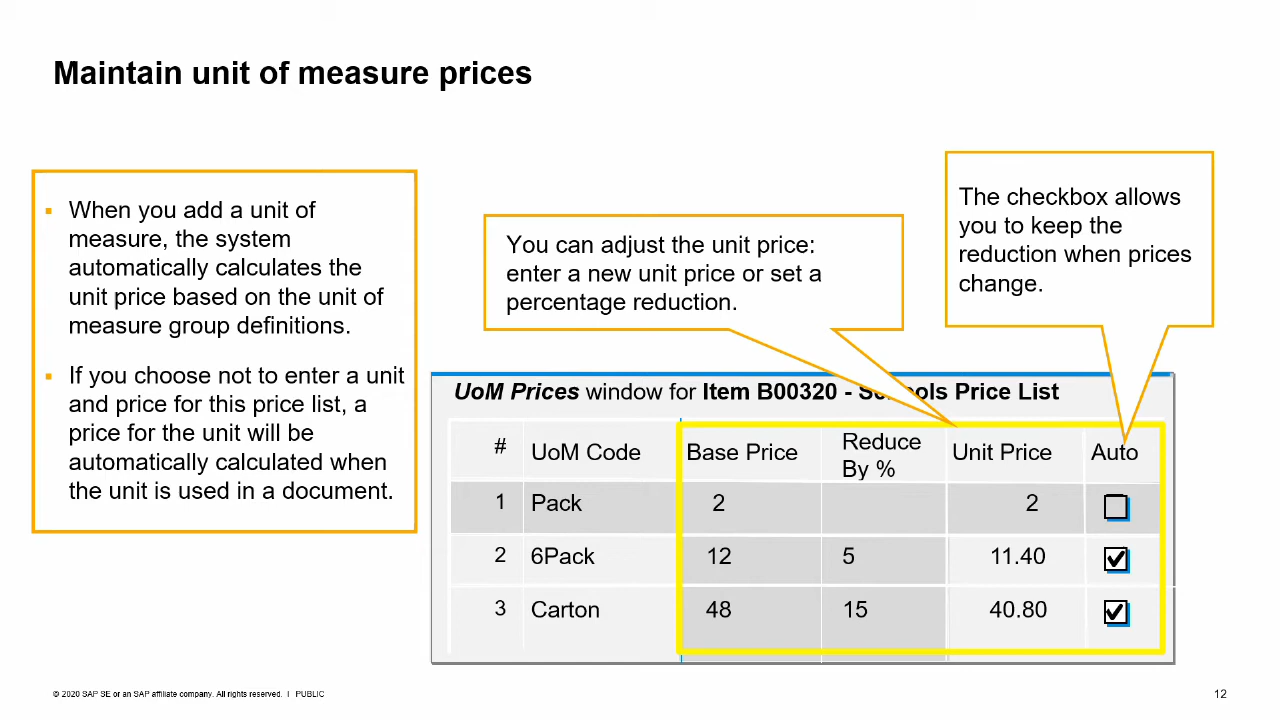 Maintain unit of measure prices
▪ When you add a unit of
measure, the system
automatically calculates the
unit price based on the unit of
measure group definitions.
▪ If you choose not to enter a unit
and price for this price list, a
price for the unit will be
automatically calculated when
the unit is used in a document.
You can adjust the unit price:
enter a new unit price or set a
percentage reduction.
The checkbox allows
you to keep the
reduction when prices
change.
UoM Prices window for Item B00320 - Schools Price List
# UoM Code Base Price Reduce By % Unit Price Auto
1 Pack 2 2
2 6Pack 12 5 11.40
3 Carton 48 15 40.80
© 2020 SAP SE or an SAP affiliate company. All rights reserved. I PUBLIC
12